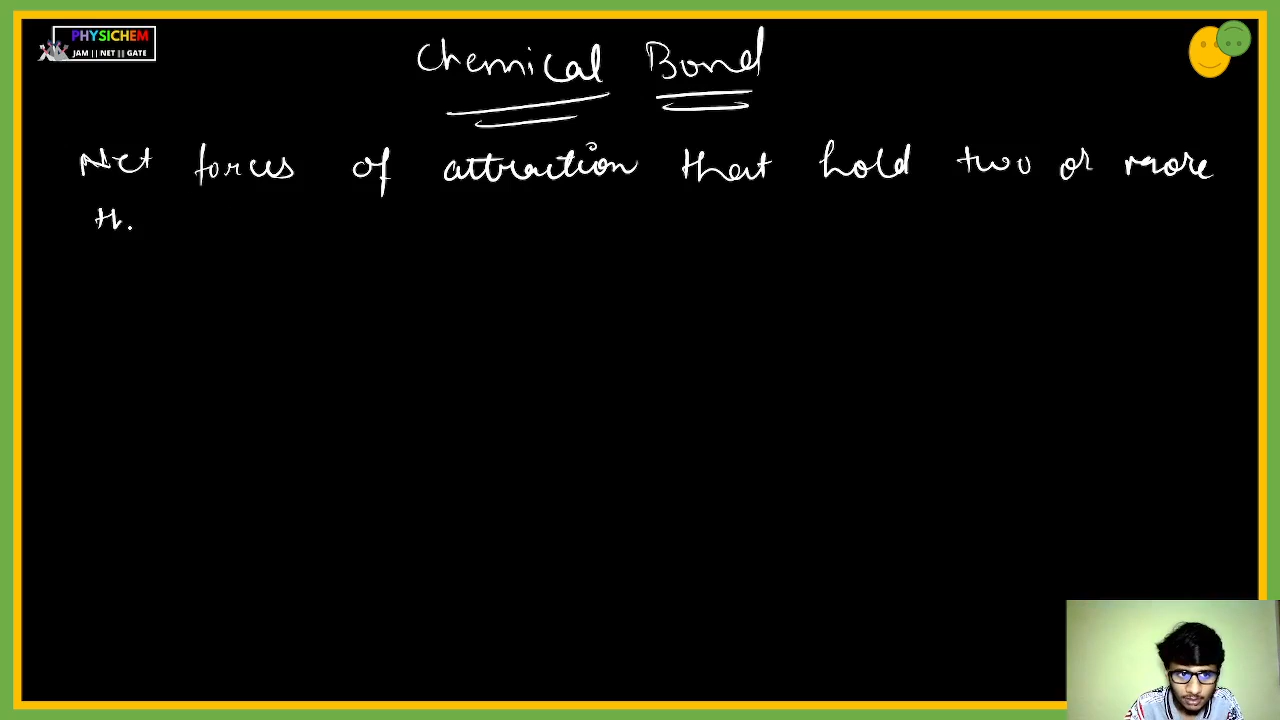 PHYSICHEM
JAM || NET || GATE
Chemical Bond
Net forces of attraction that hold two or more